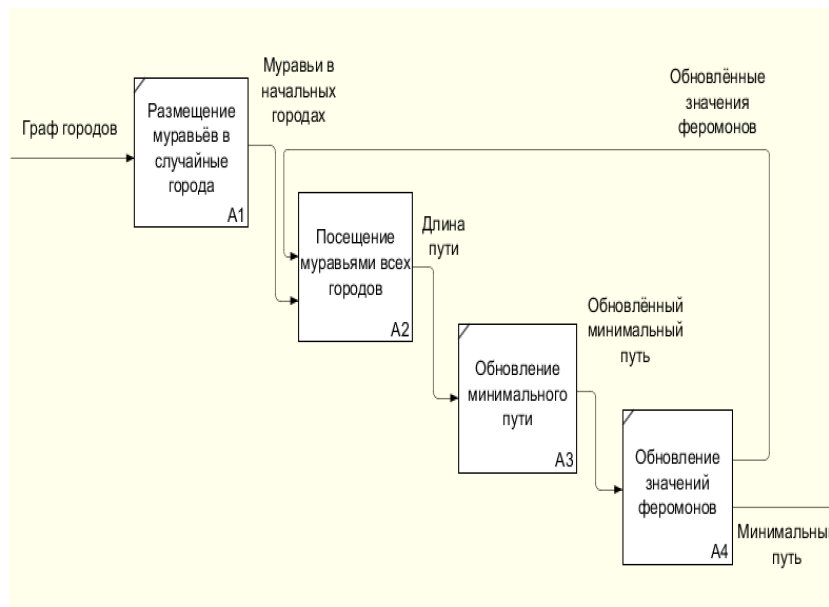 Граф городов
Размещение
муравьёв в
случайные
города
A1
Муравьи в
начальных
городах
Обновлённые
значения
феромонов
Посещение
муравьями всех
городов
A2
Длина
пути
Обновление
минимального
пути
A3
Обновлённый
минимальный
путь
Обновление
значений
феромонов
A4
Минимальны
путь